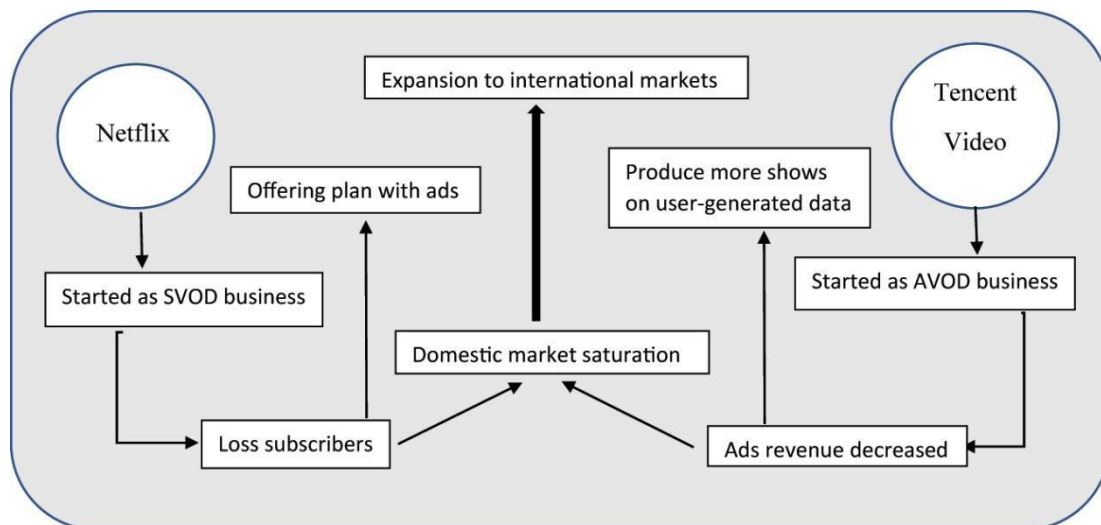 Expansion to international markets
Netflix
Tencent
Video
Offering plan with ads
Produce more shows
on user-generated data
Started as SVOD business
Started as AVOD business
Domestic market saturation
Loss subscribers
Ads revenue decreased